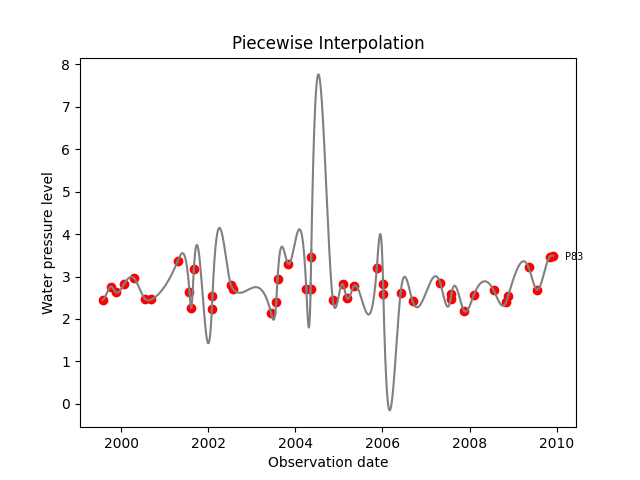 Piecewise Interpolation
Water pressure level
8
7
6
5
4
3
2
1
0
P83
2000 2002 2004 2006 2008 2010
Observation date